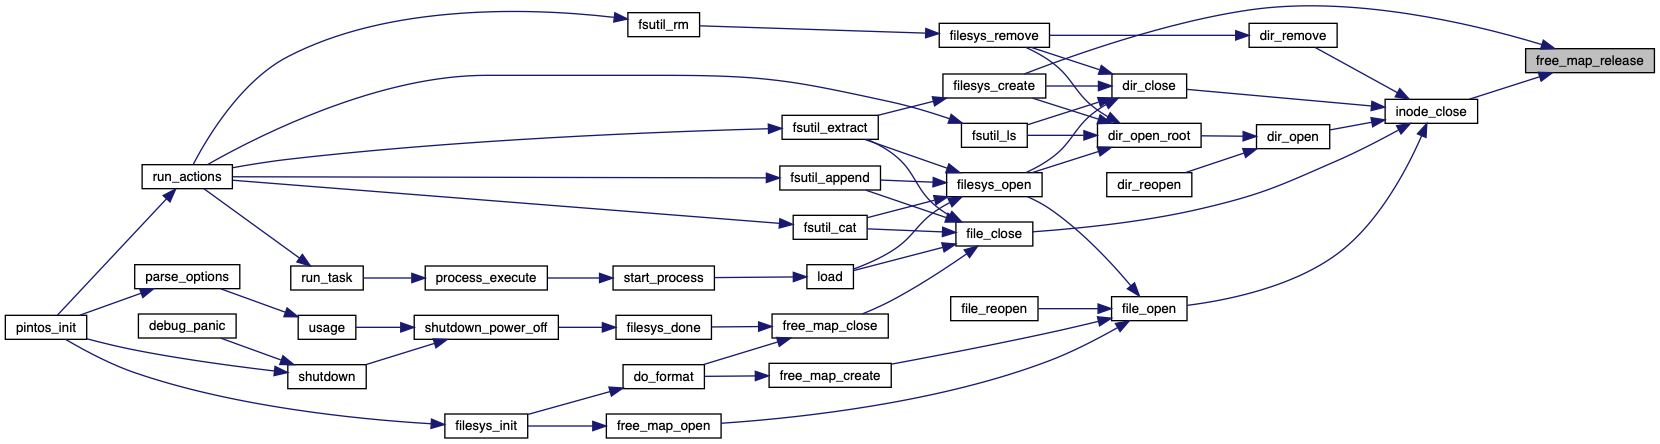 fsutil_rm
filesys_remove
dir_remove
free_map_release
filesys_create
dir_close
inode_close
fsutil_extract
fsutil_ls
dir_open_root
dir_open
run_actions
fsutil_append
filesys_open
dir_reopen
fsutil_cat
file_close
parse_options
run_task
process_execute
start_process
load
pintos_init
debug_panic
usage
shutdown_power_off
filesys_done
free_map_close
file_reopen
file_open
shutdown
do_format
free_map_create
filesys_init
free_map_open